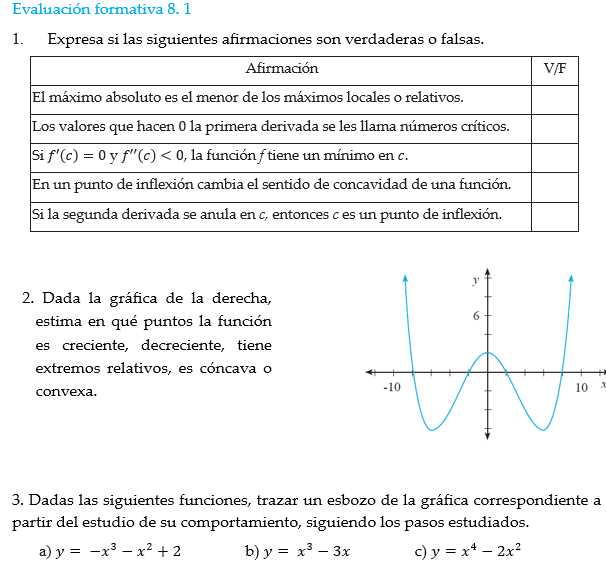 Evaluación formativa 8. 1
1. Expresa si las siguientes afirmaciones son verdaderas o falsas.
Afirmación V/F
El máximo absoluto es el menor de los máximos locales o relativos.
Los valores que hacen 0 la primera derivada se les llama números críticos.
Si f′(c) = 0 y f′′(c) < 0, la función f tiene un mínimo en c.
En un punto de inflexión cambia el sentido de concavidad de una función.
Si la segunda derivada se anula en c, entonces c es un punto de inflexión.
2. Dada la gráfica de la derecha,
estima en qué puntos la función
es creciente, decreciente, tiene
extremos relativos, es cóncava o
convexa.
y
6
-10 10 x
3. Dadas las siguientes funciones, trazar un esbozo de la gráfica correspondiente a
partir del estudio de su comportamiento, siguiendo los pasos estudiados.
a) y = −x³ − x² + 2 b) y = x³ − 3x c) y = x⁴ − 2x²